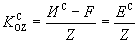 K^C_OZ = (И^C − F) / Z = E^C / Z